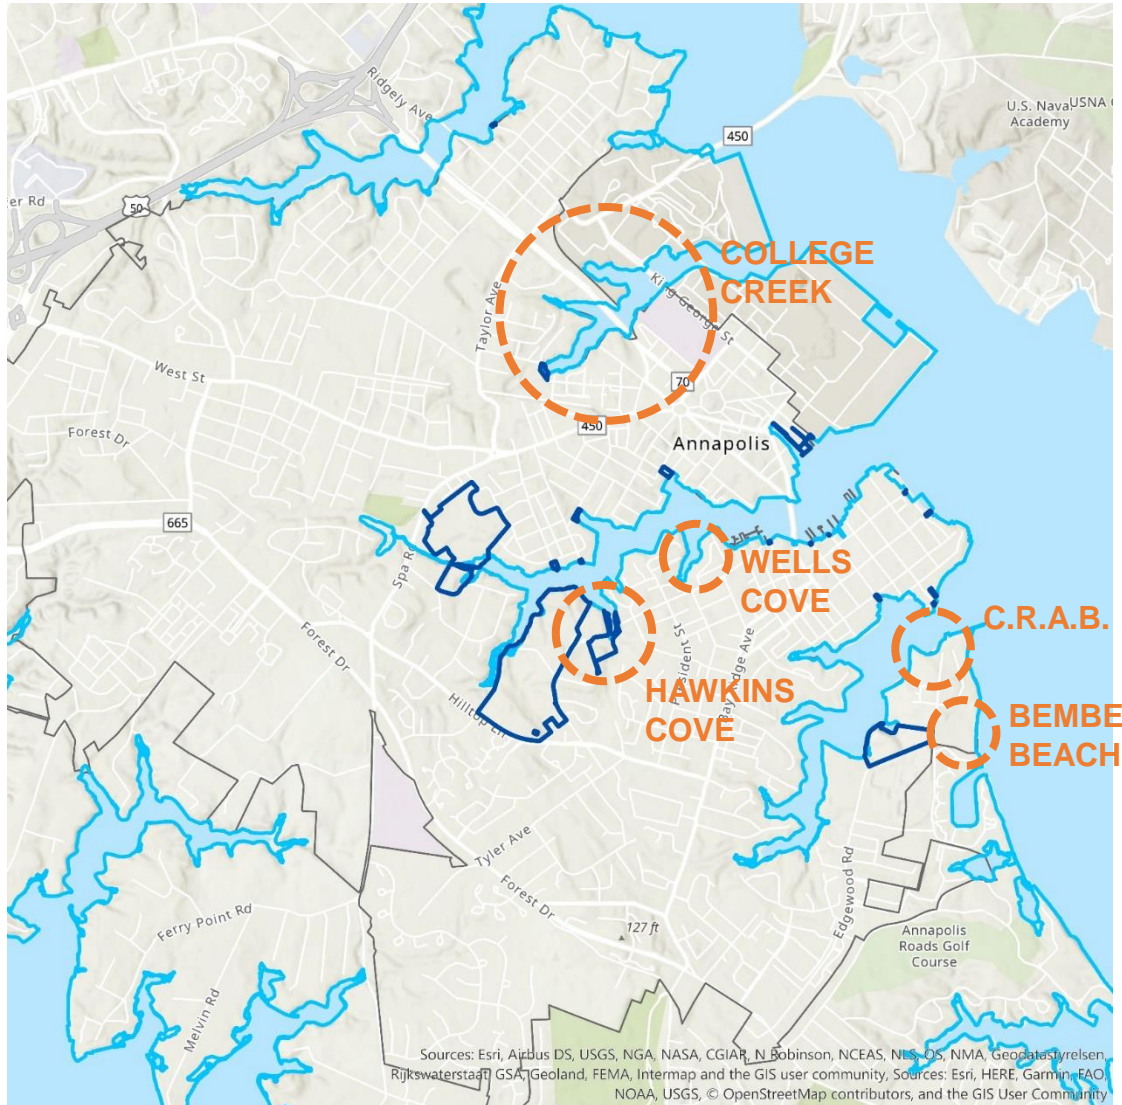 Ridgely Ave
450
U.S. Naval
Academy
USNA
50
COLLEGE
CREEK
King George St
Taylor Ave
West St
70
Forest Dr
450
Annapolis
665
Spa
WELLS
COVE
C.R.A.B.
President St
Bay Ridge Ave
Forest Dr
HAWKINS
COVE
Hilltop Ln
BEMBE
BEACH
Tyler Ave
Edgewood Rd
Forest Dr
Ferry Point Rd
127 ft
Annapolis
Roads Golf
Course
Melvin Rd
Sources: Esri, Airbus DS, USGS, NGA, NASA, CGIAR, N Robinson, NCEAS, NLS, OS, NMA, Geodatastyrelsen,
Rijkswaterstaat, GSA, Geoland, FEMA, Intermap and the GIS user community, Sources: Esri, HERE, Garmin, FAO,
NOAA, USGS, © OpenStreetMap contributors, and the GIS User Community